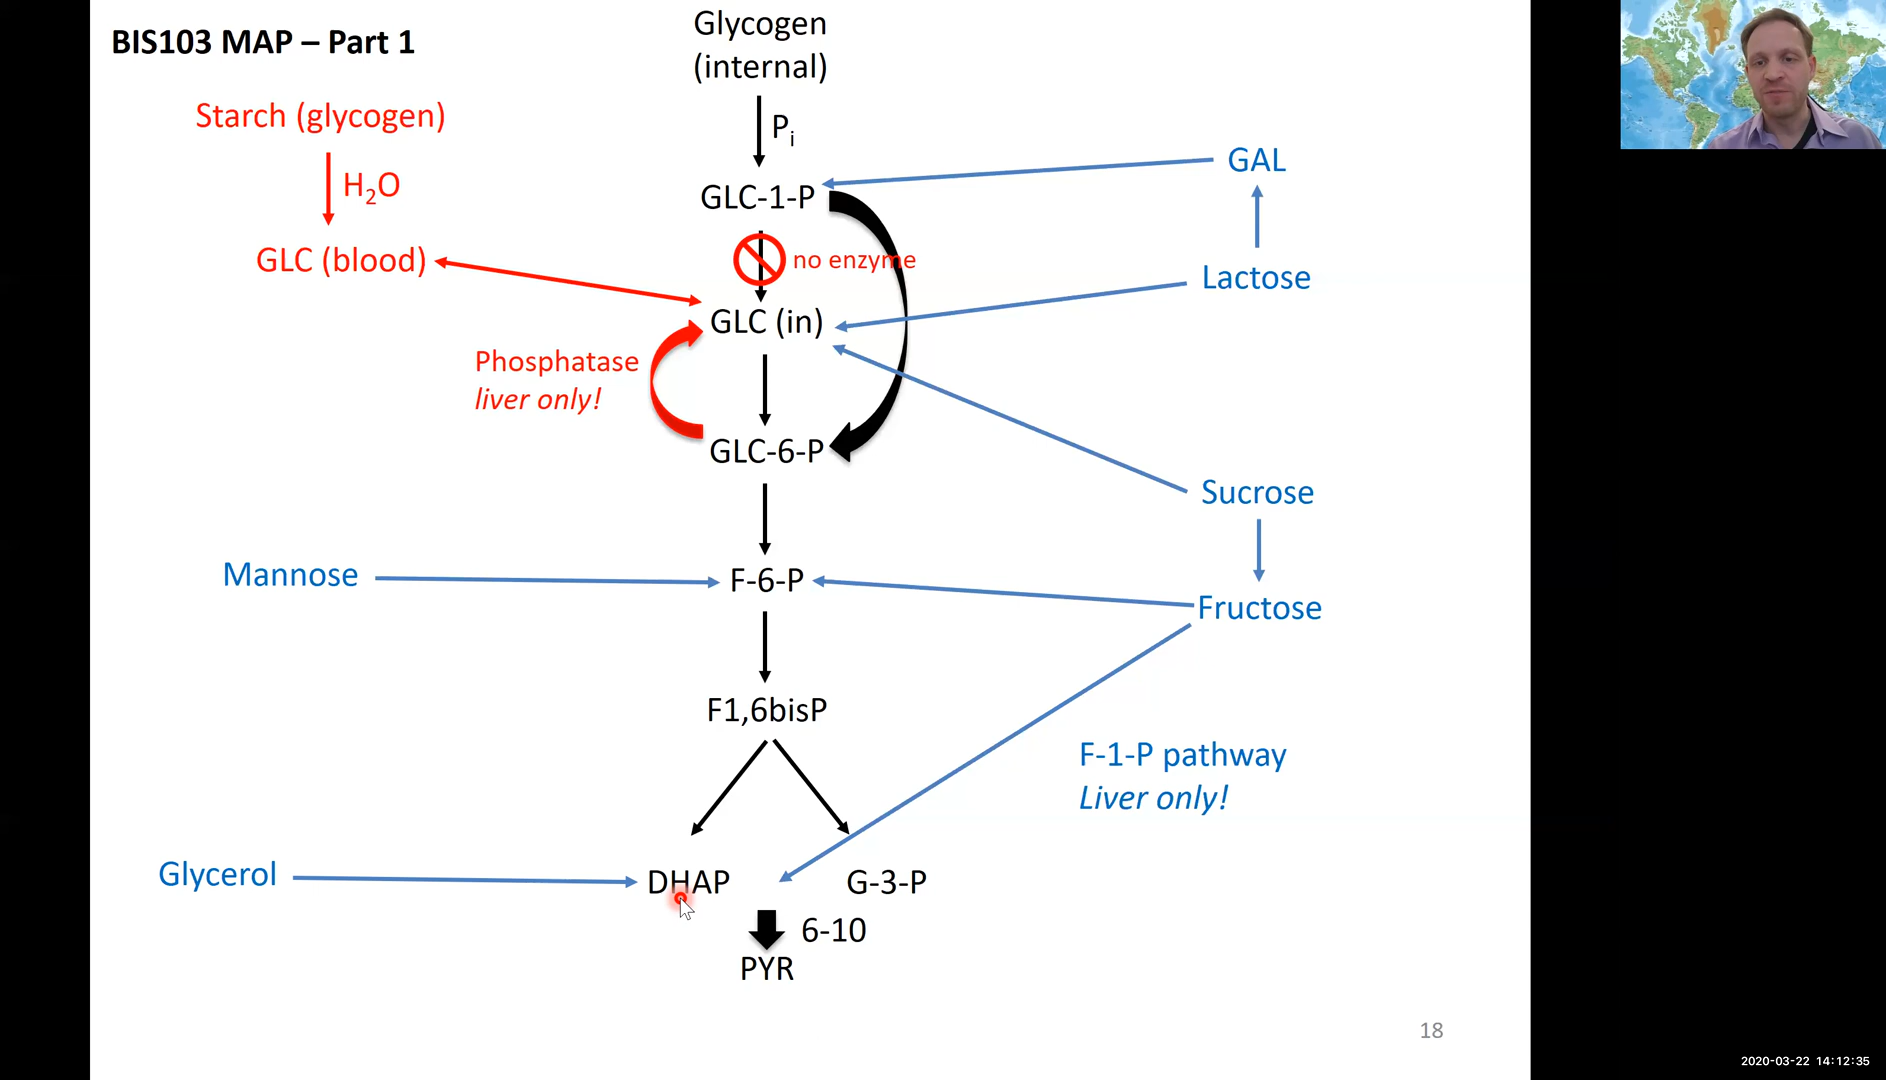 BIS103 MAP – Part 1
Glycogen
(internal)
Starch (glycogen)
Pi
H2O
GAL
GLC-1-P
GLC (blood)
no enzyme
Lactose
GLC (in)
Phosphatase
liver only!
GLC-6-P
Sucrose
Mannose
F-6-P
Fructose
F1,6bisP
F-1-P pathway
Liver only!
Glycerol
DHAP
G-3-P
6-10
PYR
18
2020-03-22 14:12:35